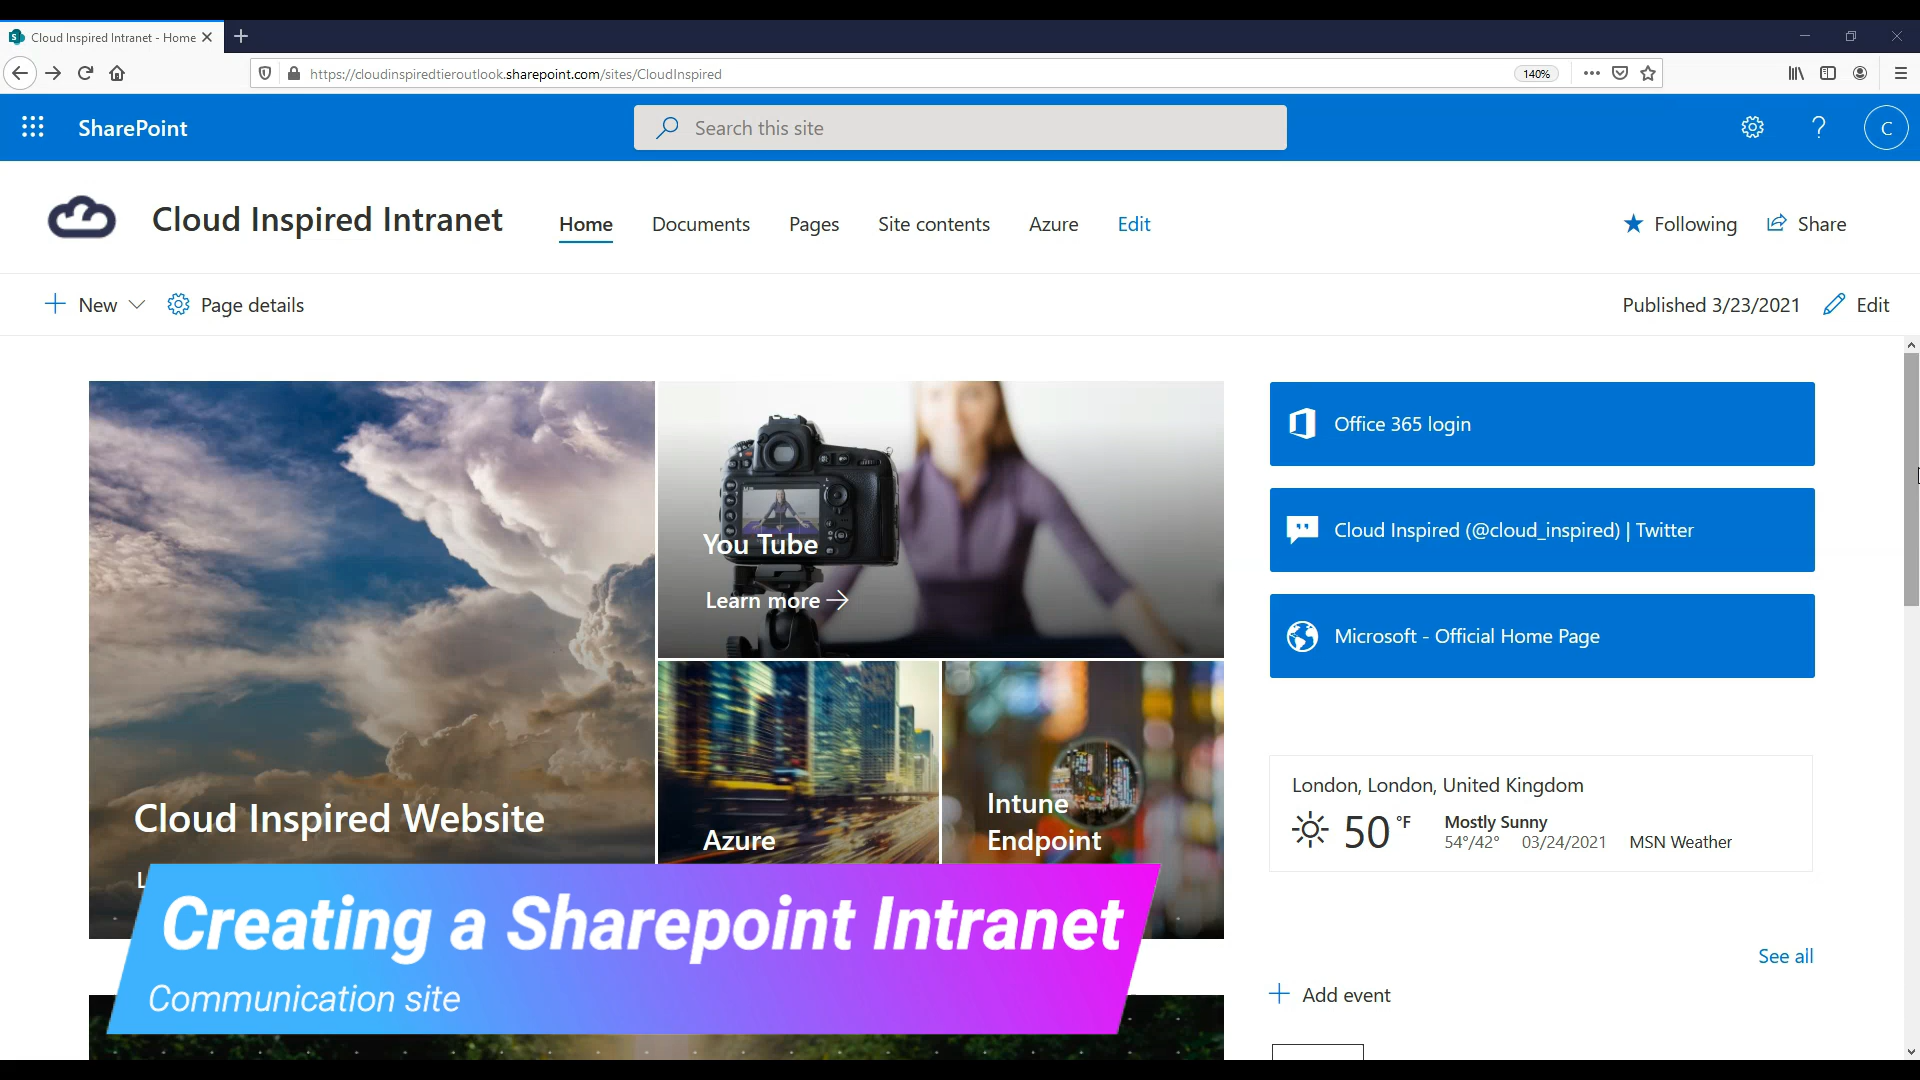 Cloud Inspired Intranet - Home
https://cloudinspiredtieroutlook.sharepoint.com/sites/CloudInspired
140%
SharePoint
Search this site
C
Cloud Inspired Intranet
Home
Documents
Pages
Site contents
Azure
Edit
Following
Share
New
Page details
Published 3/23/2021
Edit
You Tube
Learn more
Cloud Inspired Website
Azure
Intune
Endpoint
Office 365 login
Cloud Inspired (@cloud_inspired) | Twitter
Microsoft - Official Home Page
London, London, United Kingdom
50 °F
Mostly Sunny
54°/42° 03/24/2021 MSN Weather
See all
Add event
Creating a Sharepoint Intranet
Communication site